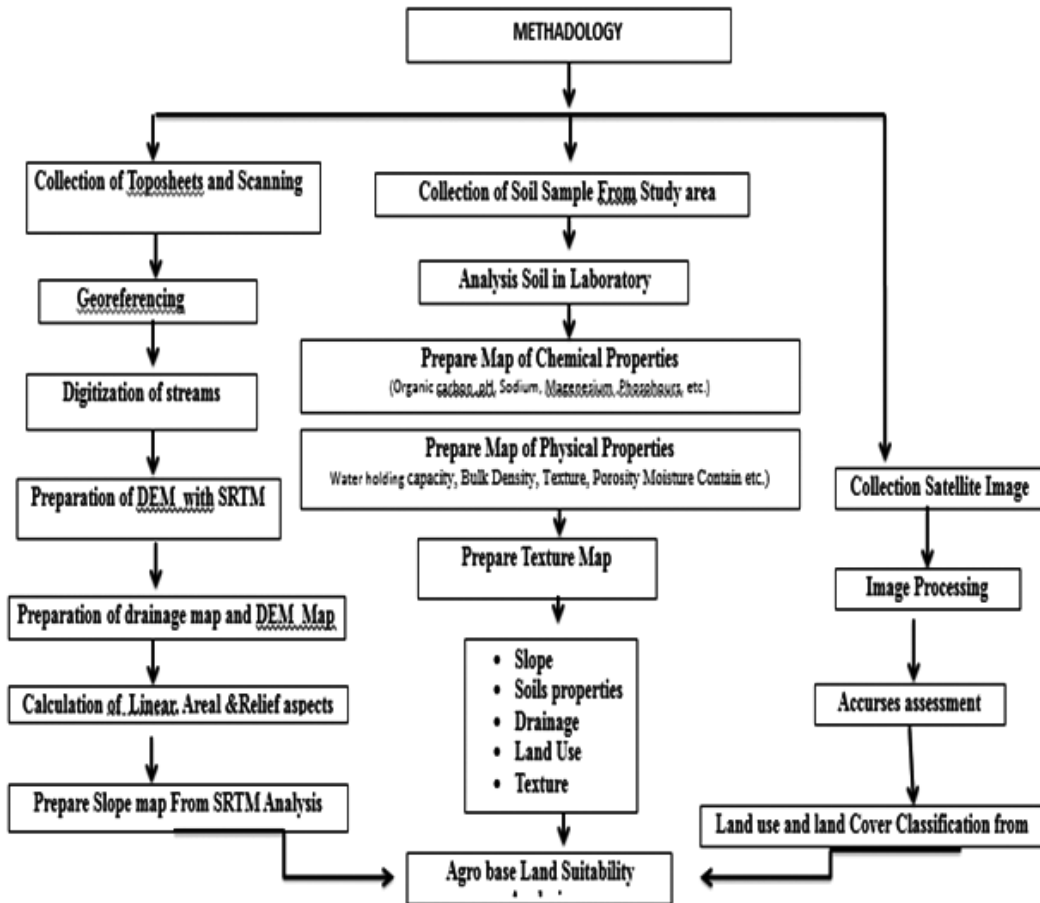 METHADOLOGY
Collection of Toposheets and Scanning
Georeferencing
Digitization of streams
Preparation of DEM with SRTM
Preparation of drainage map and DEM Map
Calculation of Linear, Areal &Relief aspects
Prepare Slope map From SRTM Analysis
Collection of Soil Sample From Study area
Analysis Soil in Laboratory
Prepare Map of Chemical Properties
(Organic carbon ,pH, Sodium, Magenesium ,Phosphours, etc.)
Prepare Map of Physical Properties
Water holding capacity, Bulk Density, Texture, Porosity Moisture Contain etc.)
Prepare Texture Map
• Slope
• Soils properties
• Drainage
• Land Use
• Texture
Agro base Land Suitability
Collection Satellite Image
Image Processing
Accurses assessment
Land use and land Cover Classification from